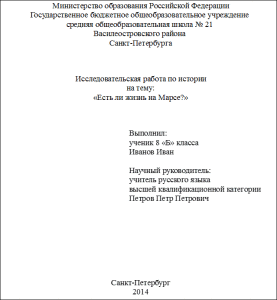 Министерство образования Российской Федерации
Государственное бюджетное общеобразовательное учреждение
средняя общеобразовательная школа № 21
Василеостровского района
Санкт-Петербурга
Исследовательская работа по истории
на тему:
«Есть ли жизнь на Марсе?»
Выполнил:
ученик 8 «Б» класса
Иванов Иван
Научный руководитель:
учитель русского языка
высшей квалификационной категории
Петров Петр Петрович
Санкт-Петербург
2014